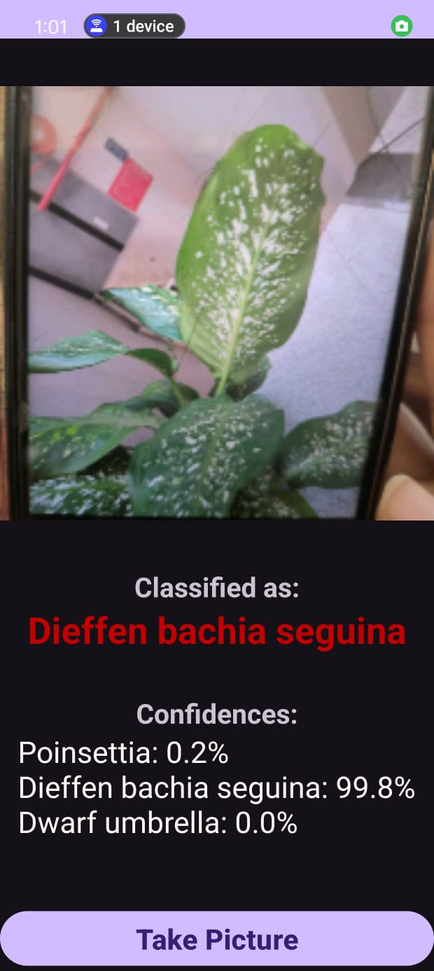 1:01
1 device
Classified as:
Dieffen bachia seguina
Confidences:
Poinsettia: 0.2%
Dieffen bachia seguina: 99.8%
Dwarf umbrella: 0.0%
Take Picture